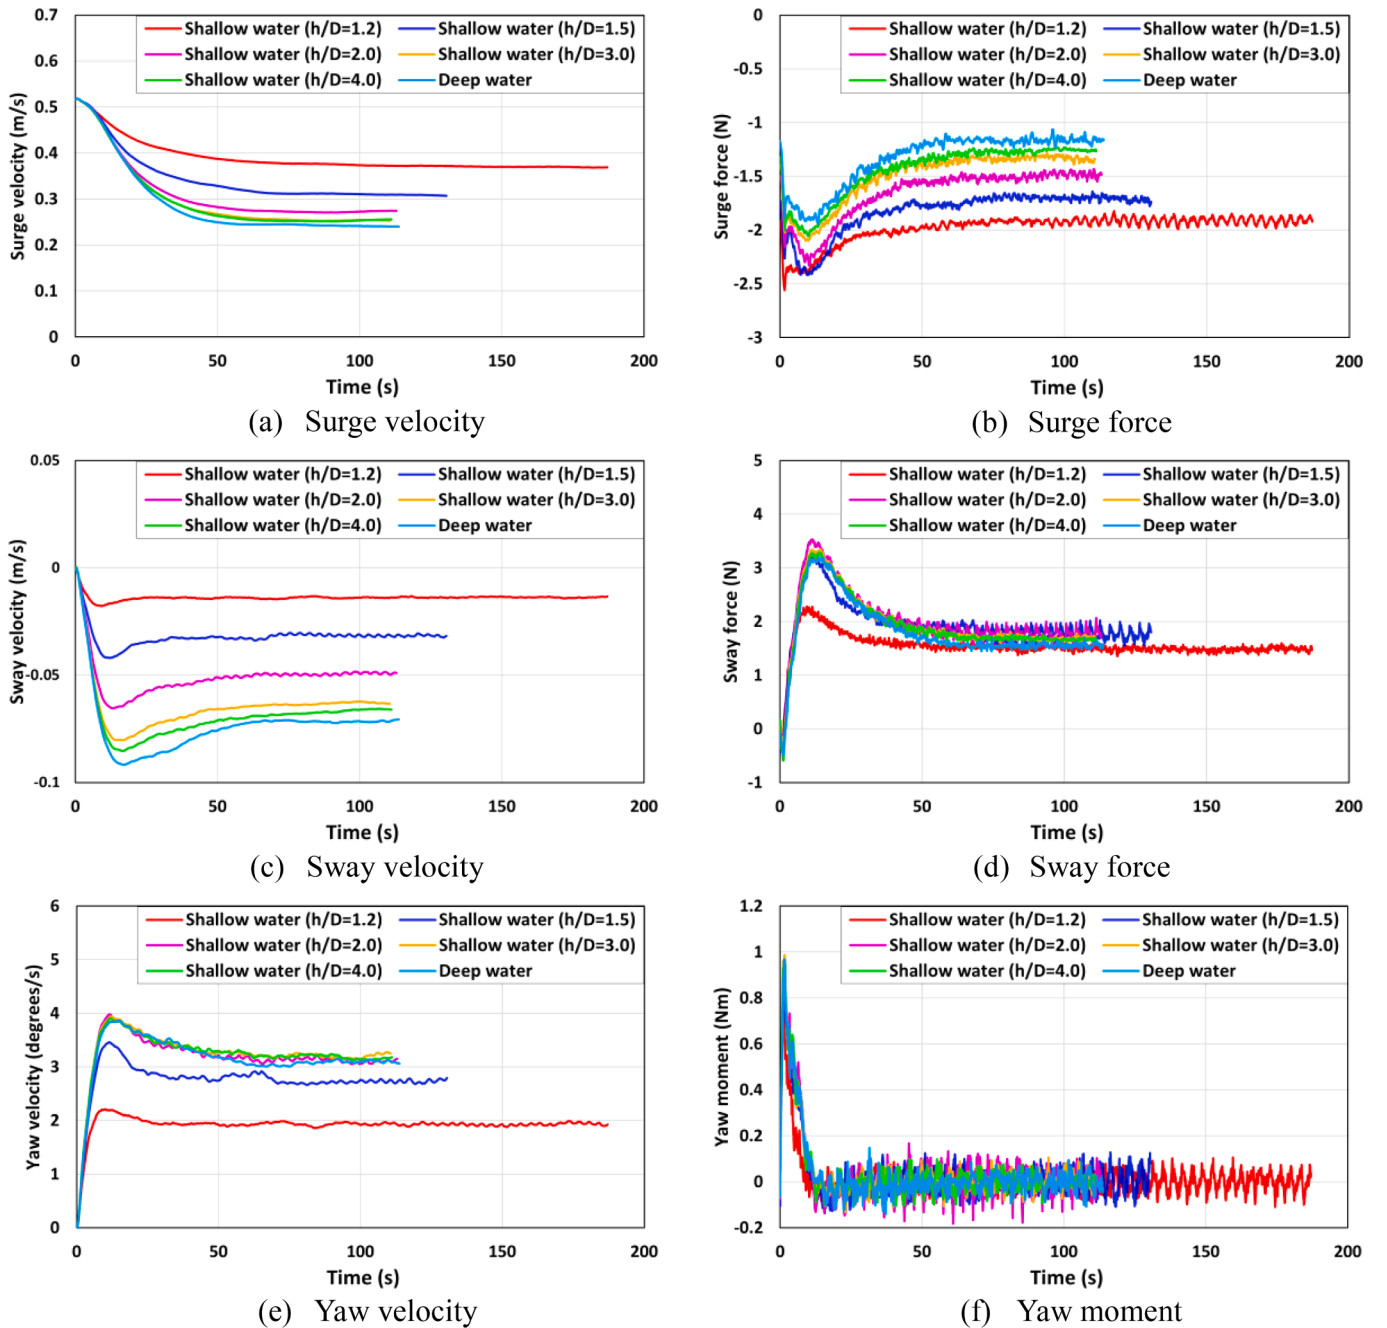 0.7
0.6
0.5
0.4
0.3
0.2
0.1
0
Surge velocity (m/s)
Shallow water (h/D=1.2) Shallow water (h/D=1.5)
Shallow water (h/D=2.0) Shallow water (h/D=3.0)
Shallow water (h/D=4.0) Deep water
0 50 100 150 200
Time (s)
(a) Surge velocity
0
-0.5
-1
-1.5
-2
-2.5
-3
Surge force (N)
Shallow water (h/D=1.2) Shallow water (h/D=1.5)
Shallow water (h/D=2.0) Shallow water (h/D=3.0)
Shallow water (h/D=4.0) Deep water
0 50 100 150 200
Time (s)
(b) Surge force
0.05
0
-0.05
-0.1
Sway velocity (m/s)
Shallow water (h/D=1.2) Shallow water (h/D=1.5)
Shallow water (h/D=2.0) Shallow water (h/D=3.0)
Shallow water (h/D=4.0) Deep water
0 50 100 150 200
Time (s)
(c) Sway velocity
5
4
3
2
1
0
-1
Sway force (N)
Shallow water (h/D=1.2) Shallow water (h/D=1.5)
Shallow water (h/D=2.0) Shallow water (h/D=3.0)
Shallow water (h/D=4.0) Deep water
0 50 100 150 200
Time (s)
(d) Sway force
6
5
4
3
2
1
0
Yaw velocity (degrees/s)
Shallow water (h/D=1.2) Shallow water (h/D=1.5)
Shallow water (h/D=2.0) Shallow water (h/D=3.0)
Shallow water (h/D=4.0) Deep water
0 50 100 150 200
Time (s)
(e) Yaw velocity
1.2
1
0.8
0.6
0.4
0.2
0
-0.2
Yaw moment (Nm)
Shallow water (h/D=1.2) Shallow water (h/D=1.5)
Shallow water (h/D=2.0) Shallow water (h/D=3.0)
Shallow water (h/D=4.0) Deep water
0 50 100 150 200
Time (s)
(f) Yaw moment